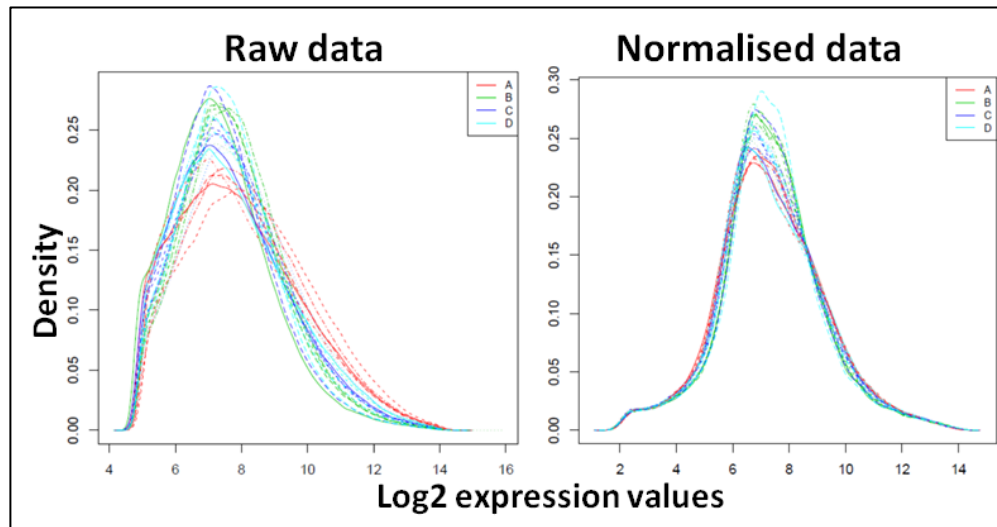 Raw data
Normalised data
A
B
C
D
A
B
C
D
Density
0.00
0.05
0.10
0.15
0.20
0.25
0.00
0.05
0.10
0.15
0.20
0.25
0.30
4 6 8 10 12 14 16
2 4 6 8 10 12 14
Log2 expression values